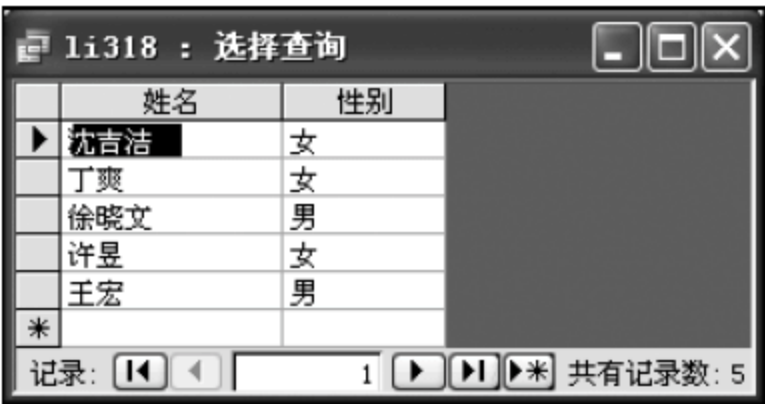 li318 : 选择查询
姓名 性别
沈吉洁 女
丁爽 女
徐晓文 男
许昱 女
王宏 男
记录: 1 共有记录数: 5